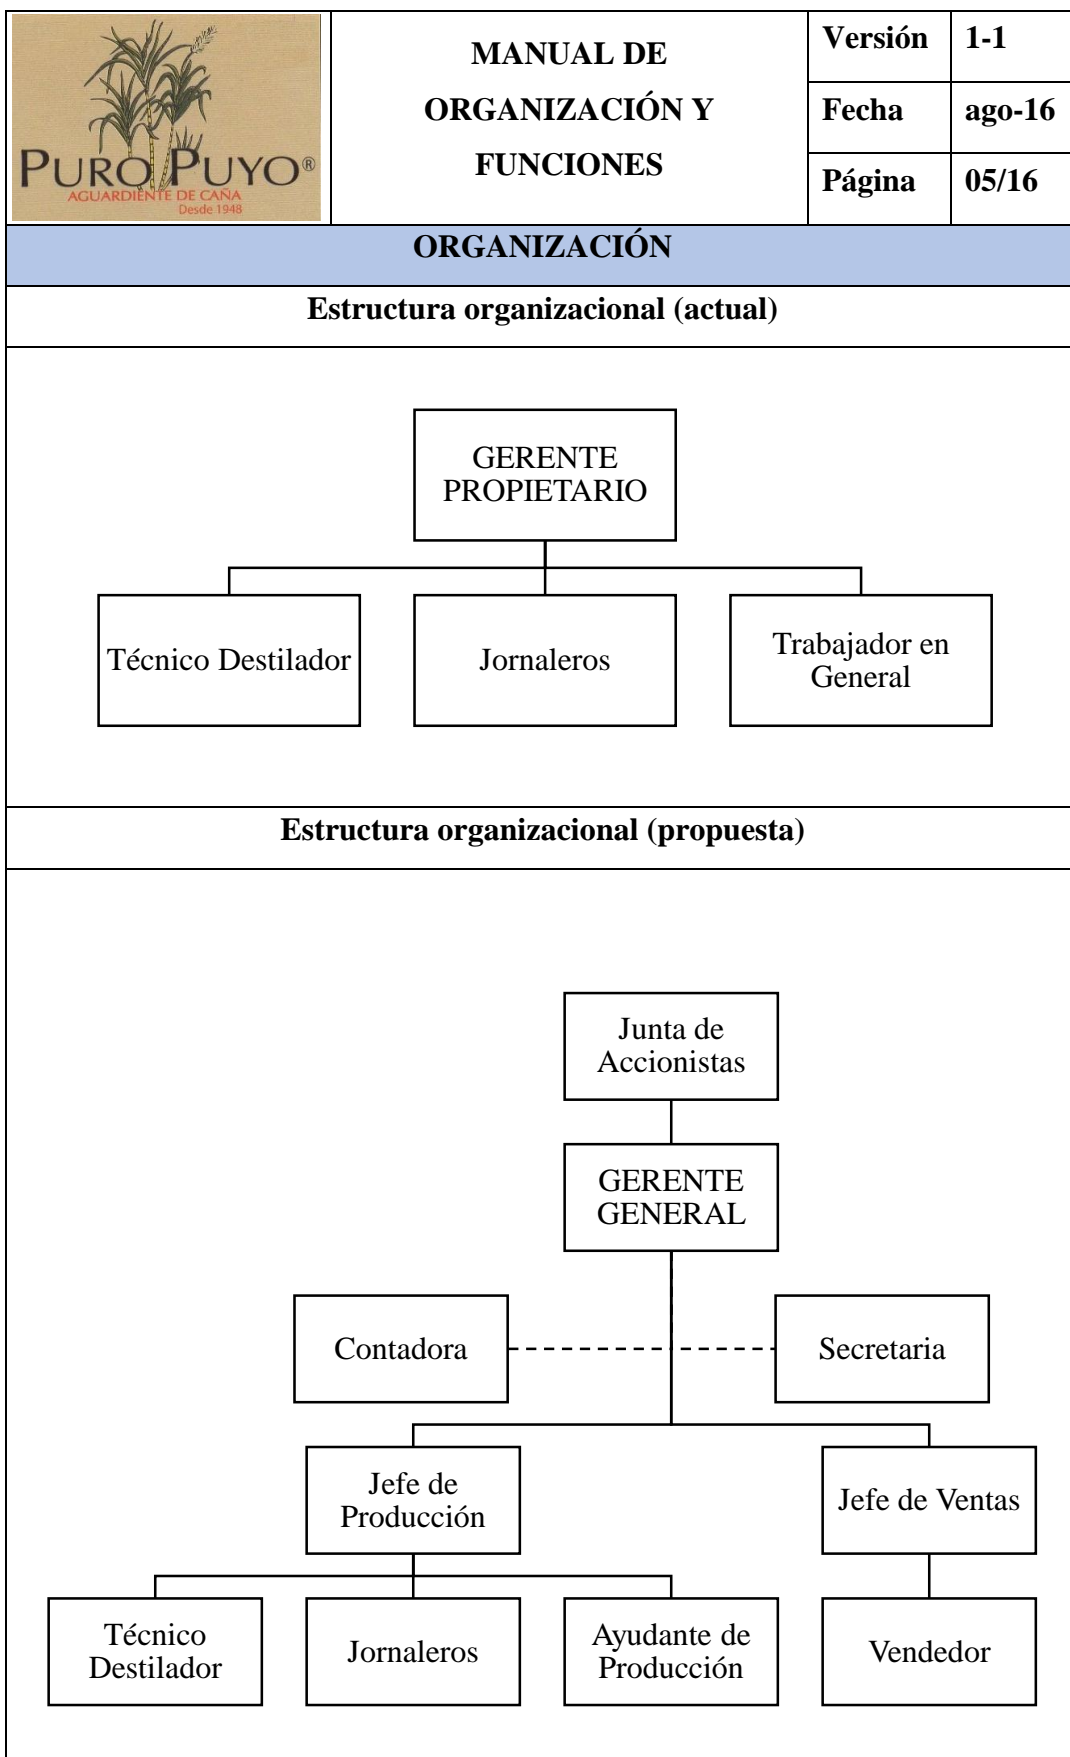 PURO PUYO®
AGUARDIENTE DE CAÑA
Desde 1948
MANUAL DE
ORGANIZACIÓN Y
FUNCIONES
Versión 1-1
Fecha ago-16
Página 05/16
ORGANIZACIÓN
Estructura organizacional (actual)
GERENTE
PROPIETARIO
Técnico Destilador
Jornaleros
Trabajador en
General
Estructura organizacional (propuesta)
Junta de
Accionistas
GERENTE
GENERAL
Contadora
Secretaria
Jefe de
Producción
Jefe de Ventas
Técnico
Destilador
Jornaleros
Ayudante de
Producción
Vendedor